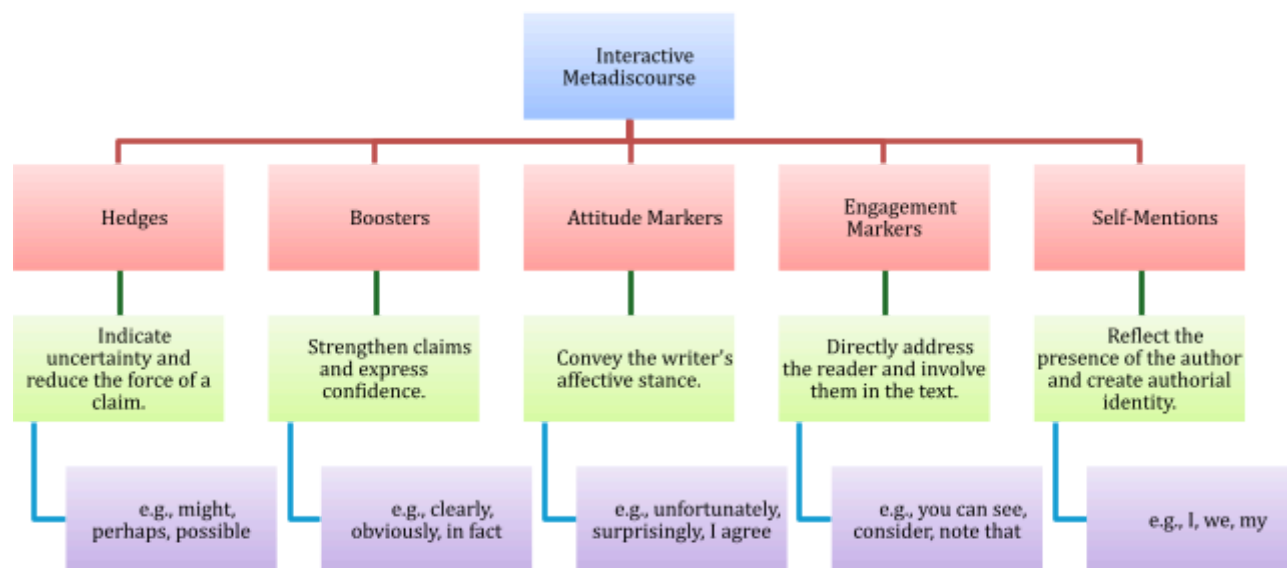 Interactive
Metadiscourse
Hedges
Boosters
Attitude Markers
Engagement
Markers
Self-Mentions
Indicate
uncertainty and
reduce the force of a
claim.
Strengthen claims
and express
confidence.
Convey the writer's
affective stance.
Directly address
the reader and involve
them in the text.
Reflect the
presence of the author
and create authorial
identity.
e.g., might,
perhaps, possible
e.g., clearly,
obviously, in fact
e.g., unfortunately,
surprisingly, I agree
e.g., you can see,
consider, note that
e.g., I, we, my